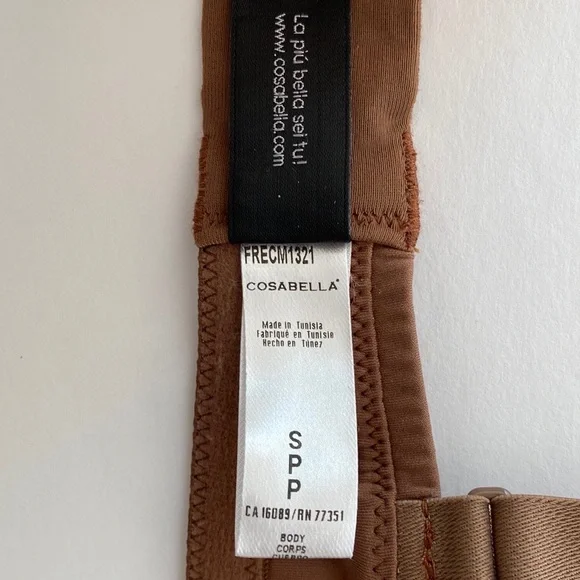 La più bella sei tu!
www.cosabella.com
FRECM1321
COSABELLA
Made in Tunisia
Fabriqué en Tunisie
Hecho en Túnez
S
P
P
CA 16089/RN 77351
BODY
CORPS
CUERPO